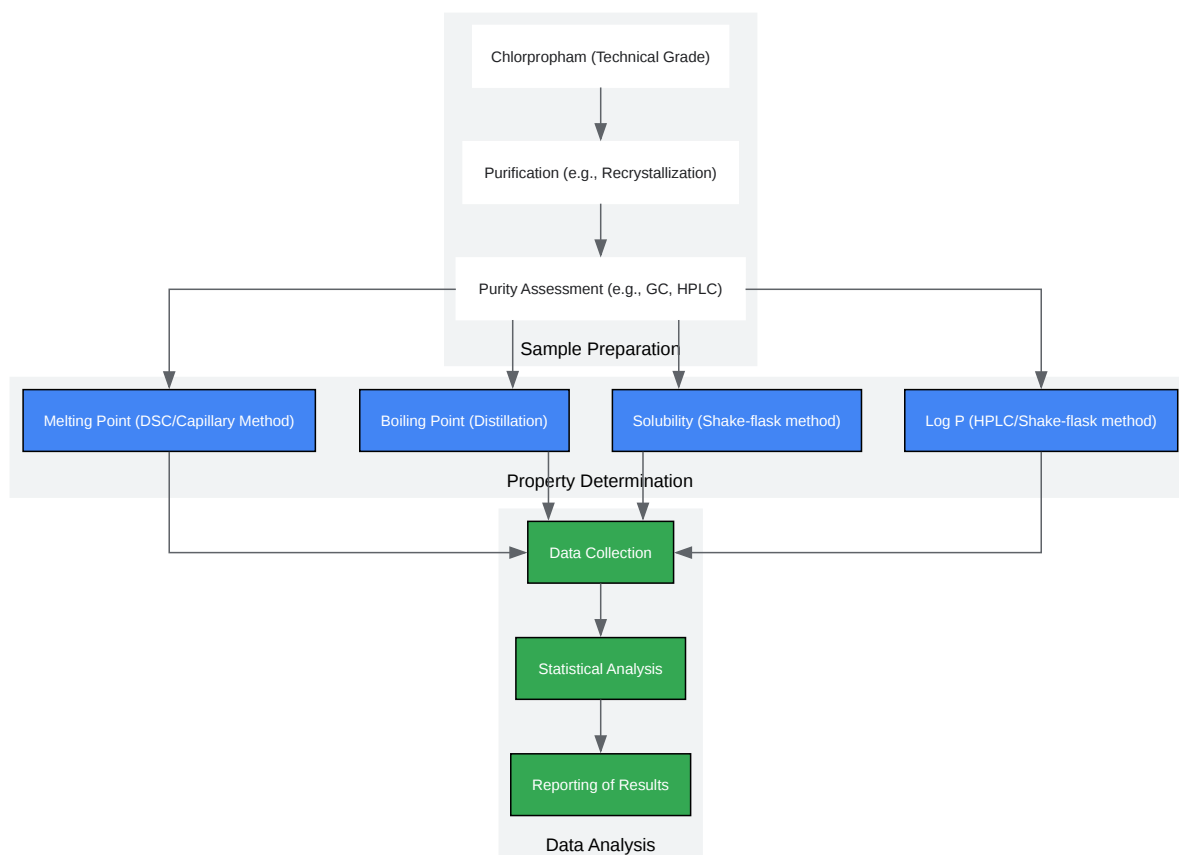 Chlorpropham (Technical Grade)
Purification (e.g., Recrystallization)
Purity Assessment (e.g., GC, HPLC)
Sample Preparation
Melting Point (DSC/Capillary Method)
Boiling Point (Distillation)
Solubility (Shake-flask method)
Log P (HPLC/Shake-flask method)
Property Determination
Data Collection
Statistical Analysis
Reporting of Results
Data Analysis